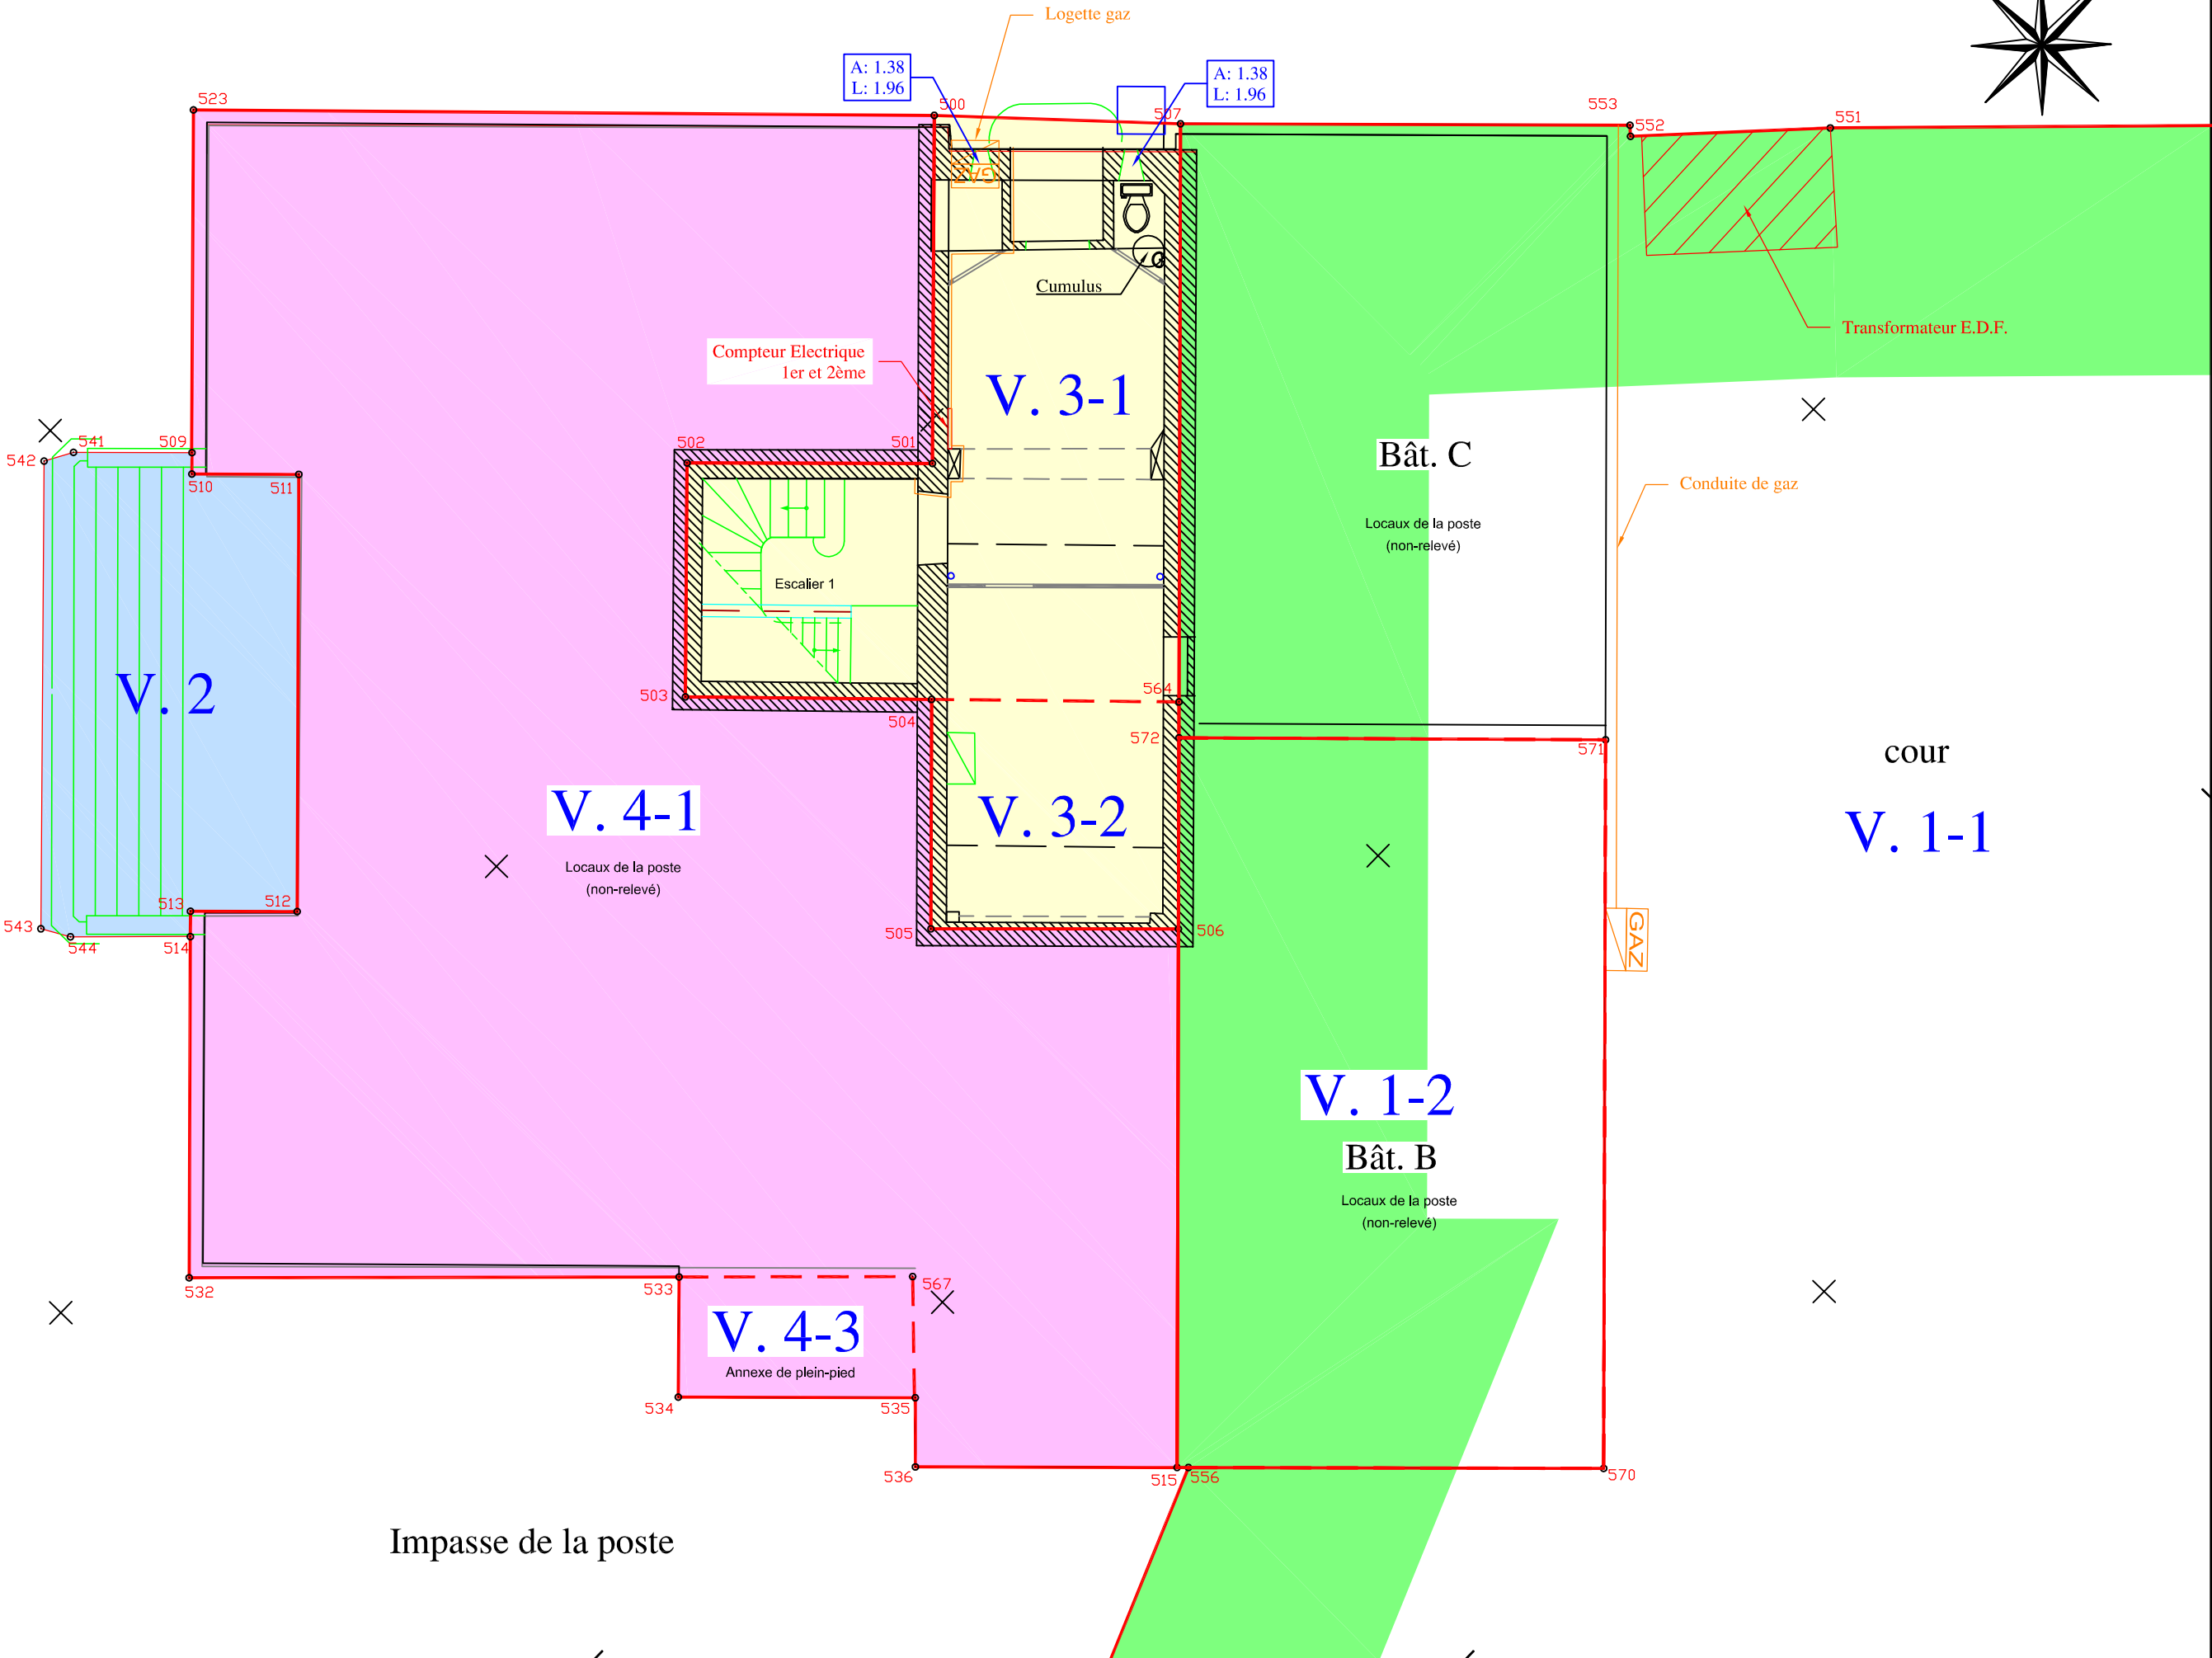 Logette gaz
A: 1.38
L: 1.96
A: 1.38
L: 1.96
523
500
507
553
552
551
GAZ
Cumulus
Transformateur E.D.F.
Compteur Electrique
1er et 2ème
V. 3-1
541
509
502
501
542
510
511
Bât. C
Conduite de gaz
Locaux de la poste
(non-relevé)
Escalier 1
V. 2
503
504
564
572
571
cour
V. 4-1
V. 3-2
V. 1-1
Locaux de la poste
(non-relevé)
513
512
543
544
514
505
506
GAZ
V. 1-2
Bât. B
Locaux de la poste
(non-relevé)
532
533
567
V. 4-3
Annexe de plein-pied
534
535
536
515
556
570
Impasse de la poste